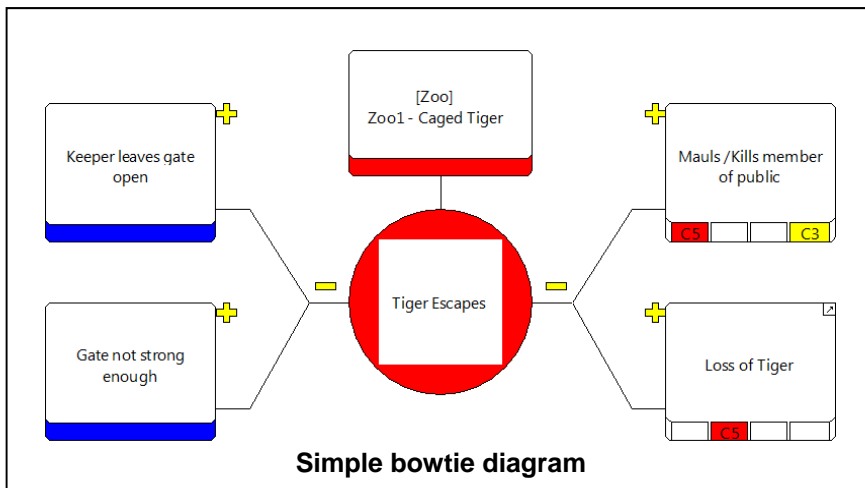 [Zoo]
Zoo1 - Caged Tiger
Keeper leaves gate
open
Mauls /Kills member
of public
C5
C3
Tiger Escapes
Gate not strong
enough
Loss of Tiger
C5
Simple bowtie diagram